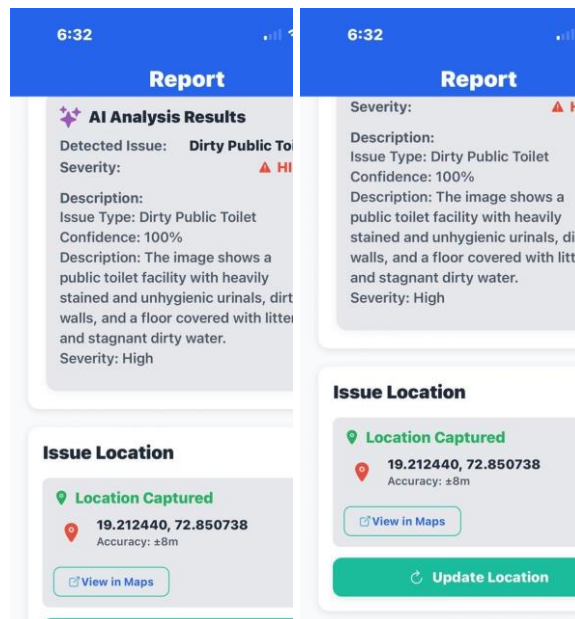 6:32
Report
AI Analysis Results
Detected Issue: Dirty Public Toi
Severity: HI
Description:
Issue Type: Dirty Public Toilet
Confidence: 100%
Description: The image shows a
public toilet facility with heavily
stained and unhygienic urinals, dirt
walls, and a floor covered with litter
and stagnant dirty water.
Severity: High
Issue Location
Location Captured
19.212440, 72.850738
Accuracy: ±8m
View in Maps
6:32
Report
Severity: H
Description:
Issue Type: Dirty Public Toilet
Confidence: 100%
Description: The image shows a
public toilet facility with heavily
stained and unhygienic urinals, di
walls, and a floor covered with litt
and stagnant dirty water.
Severity: High
Issue Location
Location Captured
19.212440, 72.850738
Accuracy: ±8m
View in Maps
Update Location